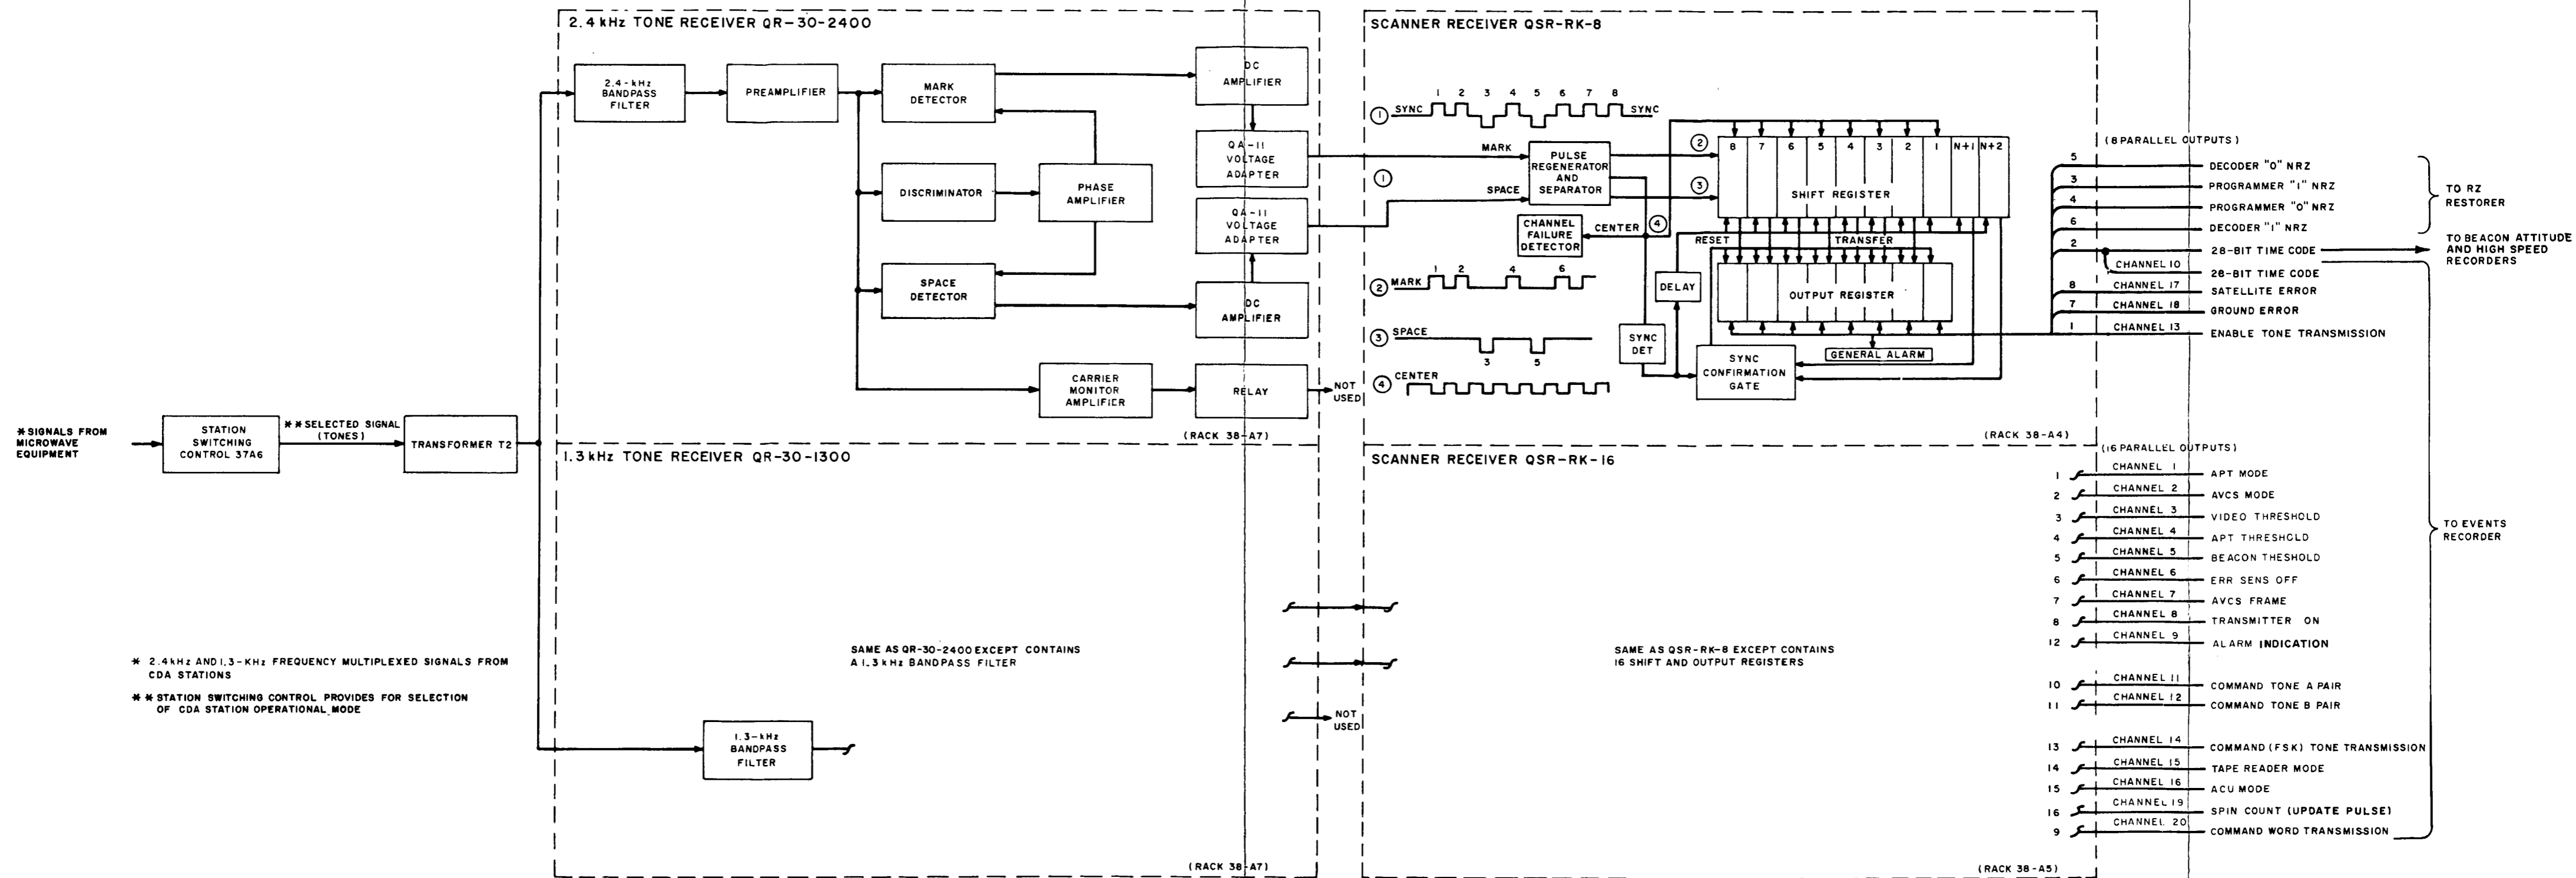 2.4 kHz TONE RECEIVER QR-30-2400
2.4-kHz
BANDPASS
FILTER
PREAMPLIFIER
MARK
DETECTOR
DC
AMPLIFIER
QA-11
VOLTAGE
ADAPTER
DISCRIMINATOR
PHASE
AMPLIFIER
QA-11
VOLTAGE
ADAPTER
SPACE
DETECTOR
DC
AMPLIFIER
CARRIER
MONITOR
AMPLIFIER
RELAY
NOT
USED
(RACK 38-A7)
*SIGNALS FROM
MICROWAVE
EQUIPMENT
STATION
SWITCHING
CONTROL 37A6
**SELECTED SIGNAL
(TONES)
TRANSFORMER T2
1.3 kHz TONE RECEIVER QR-30-1300
SAME AS QR-30-2400 EXCEPT CONTAINS
A 1.3 kHz BANDPASS FILTER
1.3-kHz
BANDPASS
FILTER
NOT
USED
(RACK 38-A7)
* 2.4 kHz AND 1.3-KHz FREQUENCY MULTIPLEXED SIGNALS FROM
CDA STATIONS
** STATION SWITCHING CONTROL PROVIDES FOR SELECTION
OF CDA STATION OPERATIONAL MODE
SCANNER RECEIVER QSR-RK-8
1 2 3 4 5 6 7 8
1 SYNC SYNC
MARK
1
SPACE
PULSE
REGENERATOR
AND
SEPARATOR
2
3
8 7 6 5 4 3 2 1 N+1 N+2
SHIFT REGISTER
CHANNEL
FAILURE
DETECTOR
CENTER
4
RESET
TRANSFER
1 2 4 6
2 MARK
DELAY
OUTPUT REGISTER
3 SPACE
3 5
SYNC
DET
SYNC
CONFIRMATION
GATE
GENERAL ALARM
4 CENTER
(RACK 38-A4)
(8 PARALLEL OUTPUTS)
5 DECODER "0" NRZ
3 PROGRAMMER "1" NRZ
4 PROGRAMMER "0" NRZ
6 DECODER "1" NRZ
TO RZ
RESTORER
2 28-BIT TIME CODE
TO BEACON ATTITUDE
AND HIGH SPEED
RECORDERS
CHANNEL 10 28-BIT TIME CODE
8 CHANNEL 17 SATELLITE ERROR
7 CHANNEL 18 GROUND ERROR
1 CHANNEL 13 ENABLE TONE TRANSMISSION
SCANNER RECEIVER QSR-RK-16
SAME AS QSR-RK-8 EXCEPT CONTAINS
16 SHIFT AND OUTPUT REGISTERS
(RACK 38-A5)
(16 PARALLEL OUTPUTS)
1 CHANNEL 1 APT MODE
2 CHANNEL 2 AVCS MODE
3 CHANNEL 3 VIDEO THRESHOLD
4 CHANNEL 4 APT THRESHOLD
5 CHANNEL 5 BEACON THESHOLD
6 CHANNEL 6 ERR SENS OFF
7 CHANNEL 7 AVCS FRAME
8 CHANNEL 8 TRANSMITTER ON
12 CHANNEL 9 ALARM INDICATION
10 CHANNEL 11 COMMAND TONE A PAIR
11 CHANNEL 12 COMMAND TONE B PAIR
13 CHANNEL 14 COMMAND (FSK) TONE TRANSMISSION
14 CHANNEL 15 TAPE READER MODE
15 CHANNEL 16 ACU MODE
16 CHANNEL 19 SPIN COUNT (UPDATE PULSE)
9 CHANNEL 20 COMMAND WORD TRANSMISSION
TO EVENTS
RECORDER